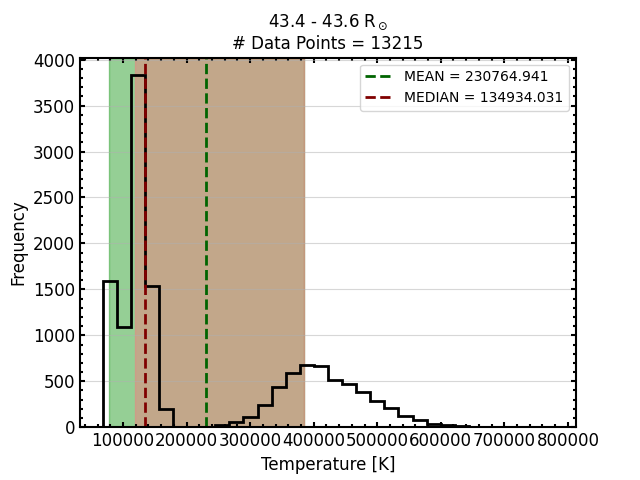 43.4 - 43.6 R⊙
# Data Points = 13215
MEAN = 230764.941
MEDIAN = 134934.031
Frequency
4000
3500
3000
2500
2000
1500
1000
500
0
100000 200000 300000 400000 500000 600000 700000 800000
Temperature [K]